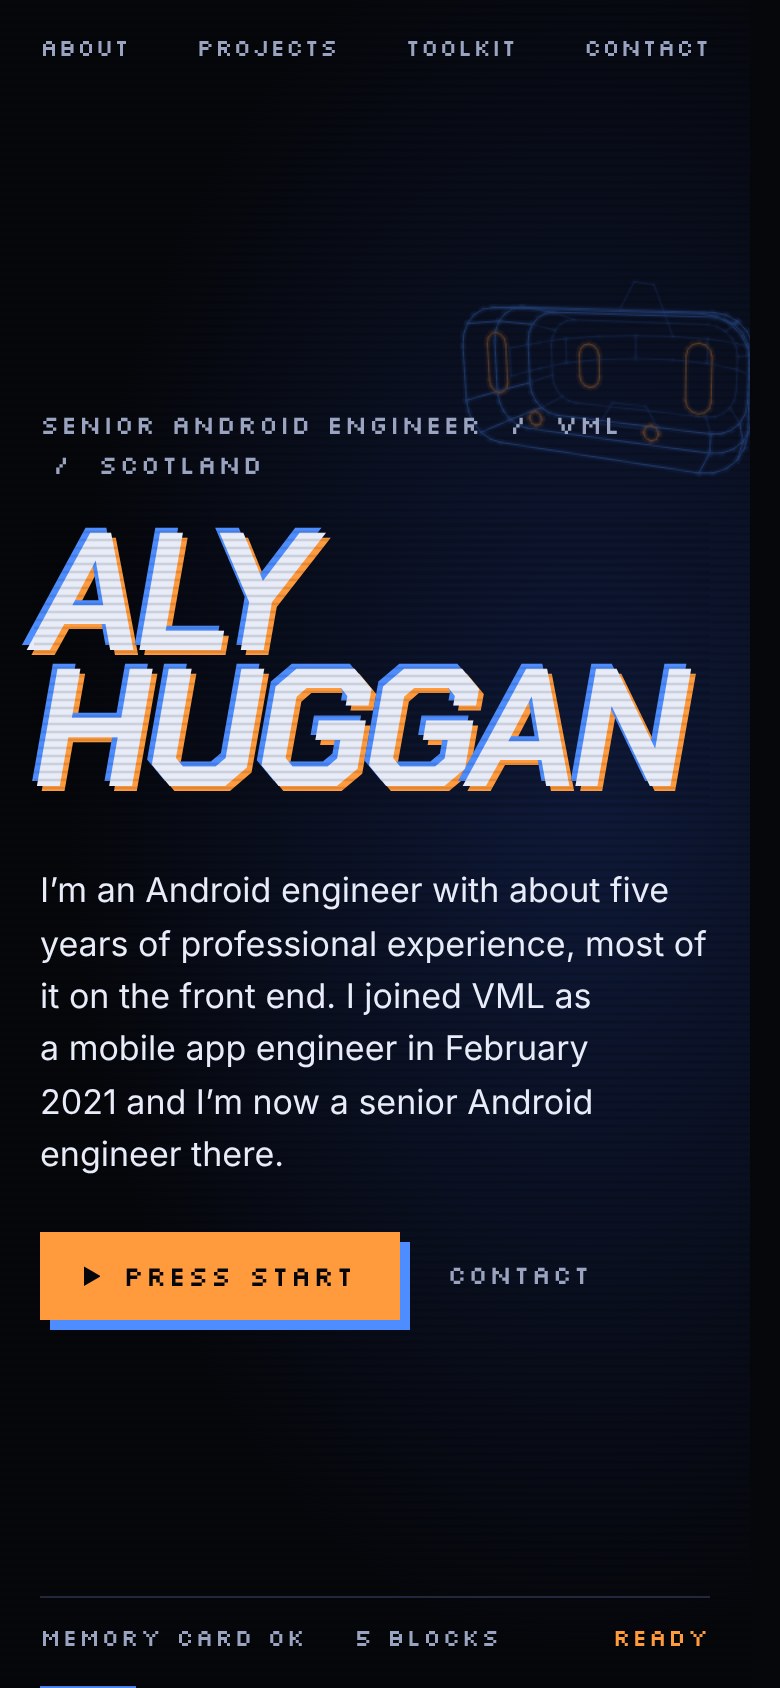 ABOUT PROJECTS TOOLKIT CONTACT
SENIOR ANDROID ENGINEER / VML
/ SCOTLAND
ALY
HUGGAN
I’m an Android engineer with about five
years of professional experience, most of
it on the front end. I joined VML as
a mobile app engineer in February
2021 and I’m now a senior Android
engineer there.
▶ PRESS START CONTACT
MEMORY CARD OK 5 BLOCKS READY